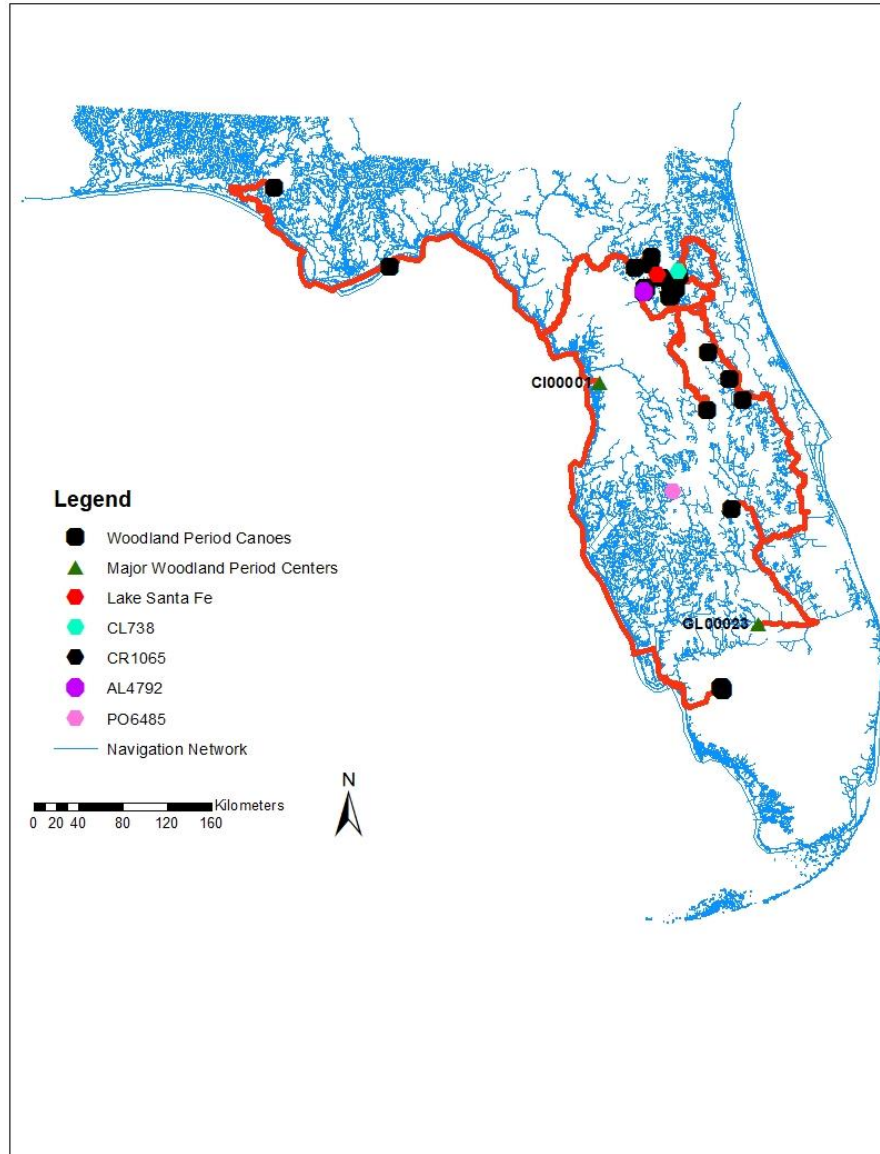 CI00001
Legend
Woodland Period Canoes
Major Woodland Period Centers
Lake Santa Fe
CL738
GL00023
CR1065
AL4792
PO6485
Navigation Network
N
Kilometers
0 20 40 80 120 160